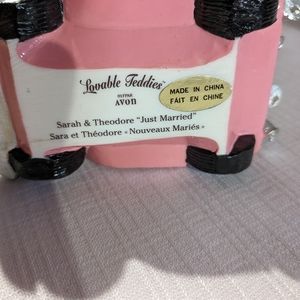 Lovable Teddies
AVON
MADE IN CHINA
FAIT EN CHINE
Sarah & Theodore "Just Married"
Sara et Théodore « Nouveaux Mariés »